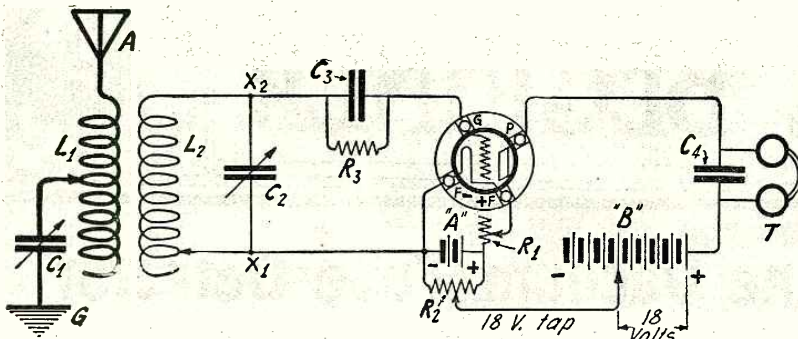 A
X₂
C₃
L₁
L₂
C₂
R₃
G P
F- +F
"A"
- +
R₁
C₁
X₁
R₂
G
"B"
- +
C₄
T
18 V. tap
18
Volts